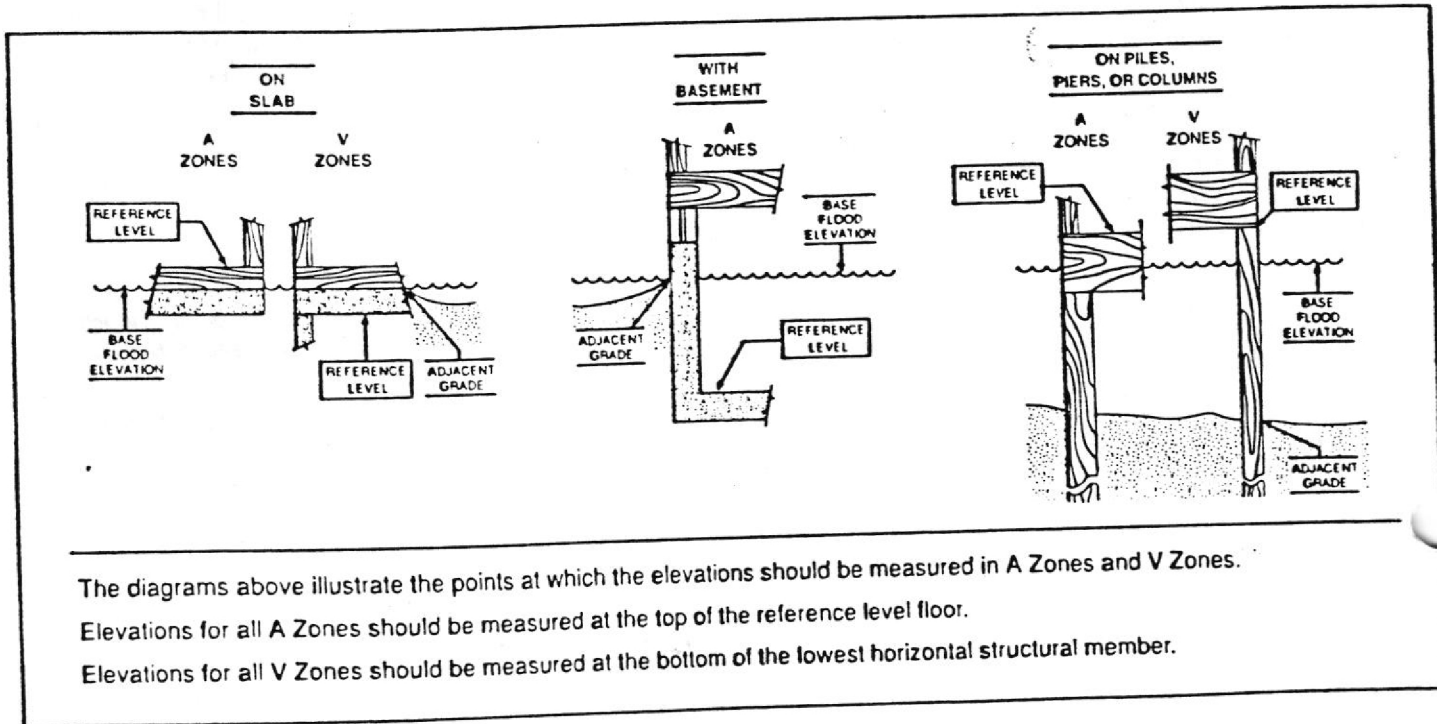 ON
SLAB
A
ZONES
V
ZONES
REFERENCE
LEVEL
BASE
FLOOD
ELEVATION
REFERENCE
LEVEL
ADJACENT
GRADE
WITH
BASEMENT
A
ZONES
BASE
FLOOD
ELEVATION
ADJACENT
GRADE
REFERENCE
LEVEL
ON PILES,
PIERS, OR COLUMNS
A
ZONES
V
ZONES
REFERENCE
LEVEL
REFERENCE
LEVEL
BASE
FLOOD
ELEVATION
ADJACENT
GRADE
The diagrams above illustrate the points at which the elevations should be measured in A Zones and V Zones.
Elevations for all A Zones should be measured at the top of the reference level floor.
Elevations for all V Zones should be measured at the bottom of the lowest horizontal structural member.